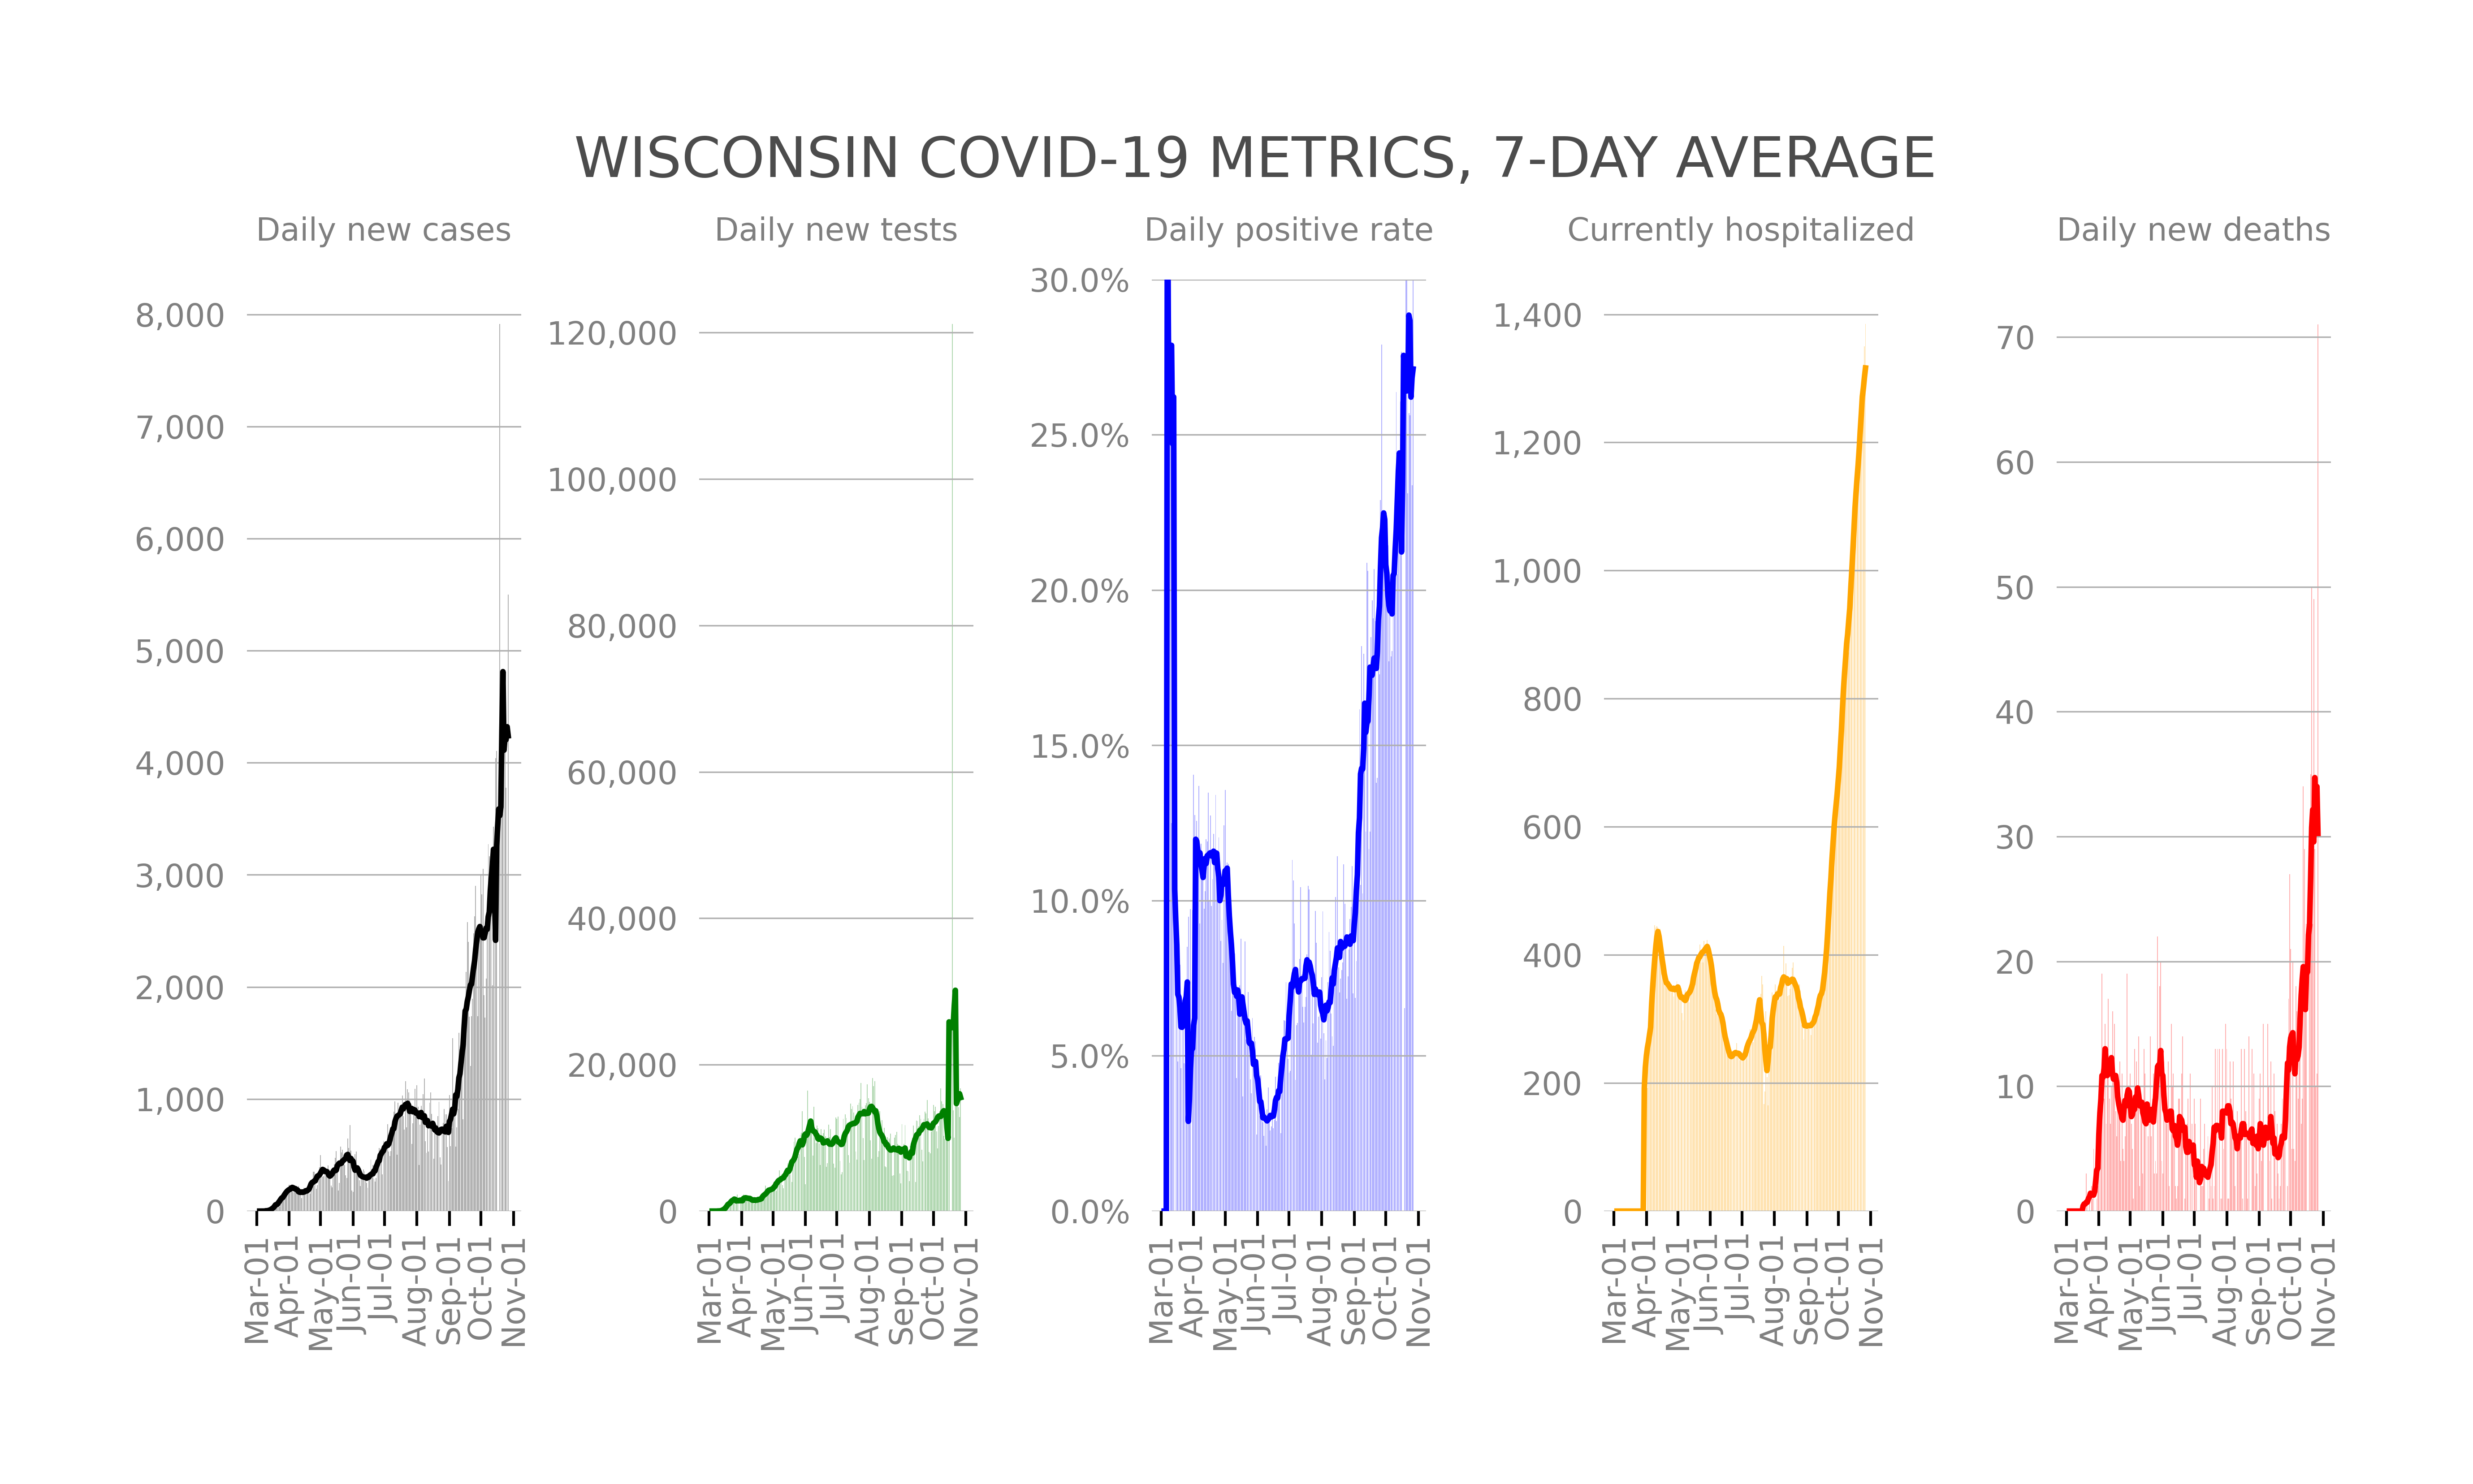 WISCONSIN COVID-19 METRICS, 7-DAY AVERAGE
Daily new cases
8,000
7,000
6,000
5,000
4,000
3,000
2,000
1,000
0
Mar-01
Apr-01
May-01
Jun-01
Jul-01
Aug-01
Sep-01
Oct-01
Nov-01
Daily new tests
120,000
100,000
80,000
60,000
40,000
20,000
0
Mar-01
Apr-01
May-01
Jun-01
Jul-01
Aug-01
Sep-01
Oct-01
Nov-01
Daily positive rate
30.0%
25.0%
20.0%
15.0%
10.0%
5.0%
0.0%
Mar-01
Apr-01
May-01
Jun-01
Jul-01
Aug-01
Sep-01
Oct-01
Nov-01
Currently hospitalized
1,400
1,200
1,000
800
600
400
200
0
Mar-01
Apr-01
May-01
Jun-01
Jul-01
Aug-01
Sep-01
Oct-01
Nov-01
Daily new deaths
70
60
50
40
30
20
10
0
Mar-01
Apr-01
May-01
Jun-01
Jul-01
Aug-01
Sep-01
Oct-01
Nov-01